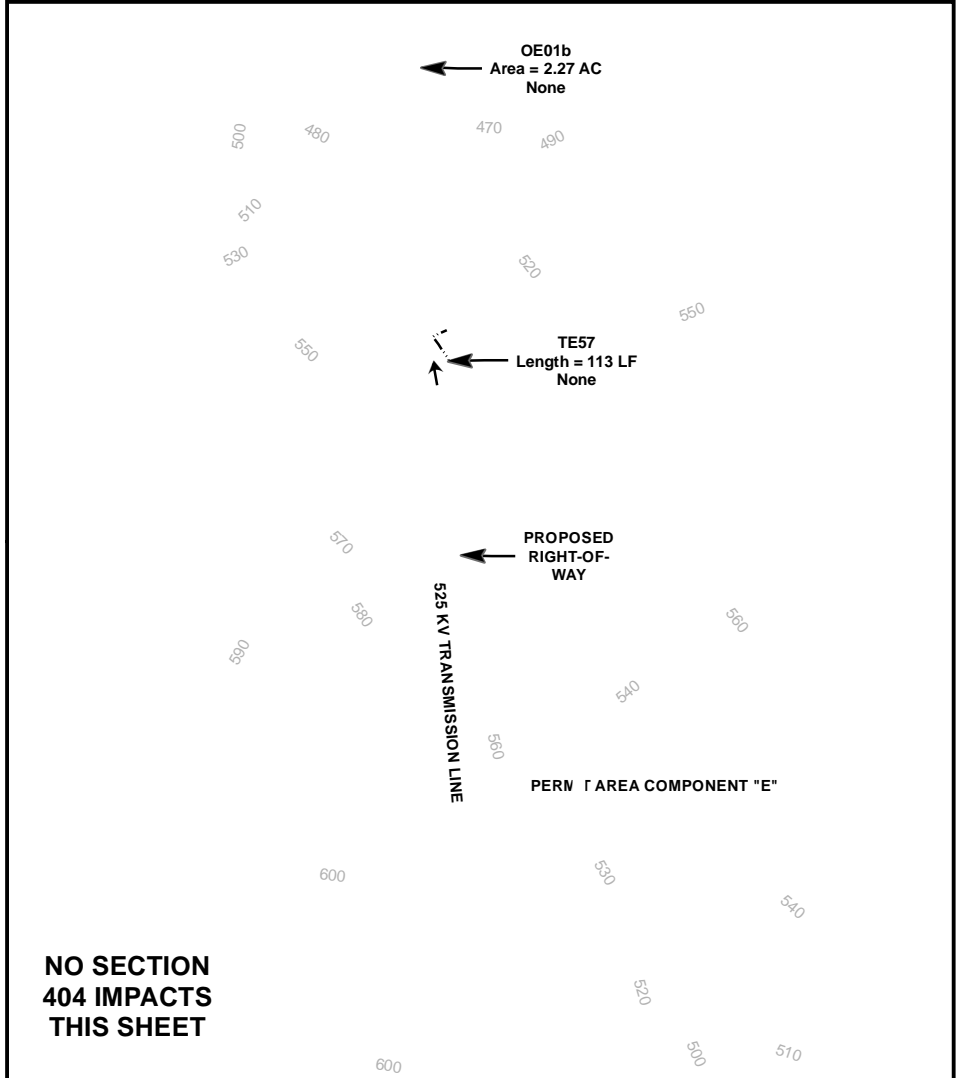 OE01b
Area = 2.27 AC
None
500
480
470
490
510
530
520
550
550
TE57
Length = 113 LF
None
570
PROPOSED
RIGHT-OF-
WAY
580
590
560
525 KV TRANSMISSION LINE
540
560
PERM T AREA COMPONENT "E"
600
530
540
NO SECTION
404 IMPACTS
THIS SHEET
520
500
510
600